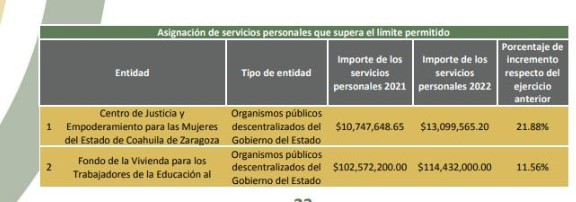 Asignación de servicios personales que supera el límite permitido
Entidad
Tipo de entidad
Importe de los
servicios
personales 2021
Importe de los
servicios
personales 2022
Porcentaje de
incremento
respecto del
ejercicio
anterior
1
Centro de Justicia y
Empoderamiento para las Mujeres
del Estado de Coahuila de Zaragoza
Organismos públicos
descentralizados del
Gobierno del Estado
$10,747,648.65
$13,099,565.20
21.88%
2
Fondo de la Vivienda para los
Trabajadores de la Educación al
Organismos públicos
descentralizados del
Gobierno del Estado
$102,572,200.00
$114,432,000.00
11.56%